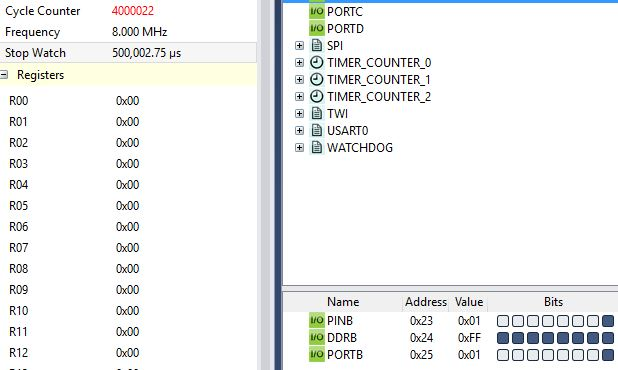 Cycle Counter 4000022
Frequency 8.000 MHz
Stop Watch 500,002.75 µs
Registers
R00 0x00
R01 0x00
R02 0x00
R03 0x00
R04 0x00
R05 0x00
R06 0x00
R07 0x00
R08 0x00
R09 0x00
R10 0x00
R11 0x00
R12 0x00
I/O PORTC
I/O PORTD
SPI
TIMER_COUNTER_0
TIMER_COUNTER_1
TIMER_COUNTER_2
TWI
USART0
WATCHDOG
Name Address Value Bits
I/O PINB 0x23 0x01
I/O DDRB 0x24 0xFF
I/O PORTB 0x25 0x01